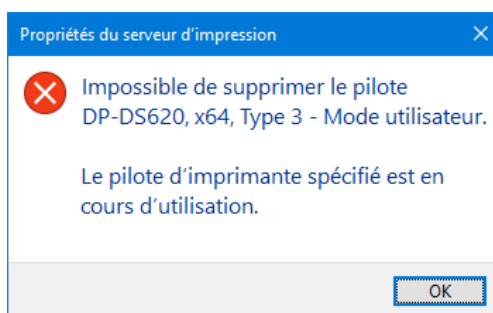 Propriétés du serveur d'impression
Impossible de supprimer le pilote
DP-DS620, x64, Type 3 - Mode utilisateur.
Le pilote d'imprimante spécifié est en
cours d'utilisation.
OK